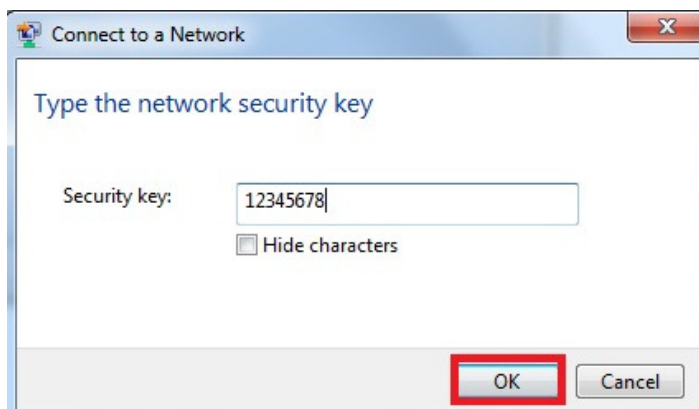 Connect to a Network
Type the network security key
Security key:
12345678
Hide characters
OK
Cancel